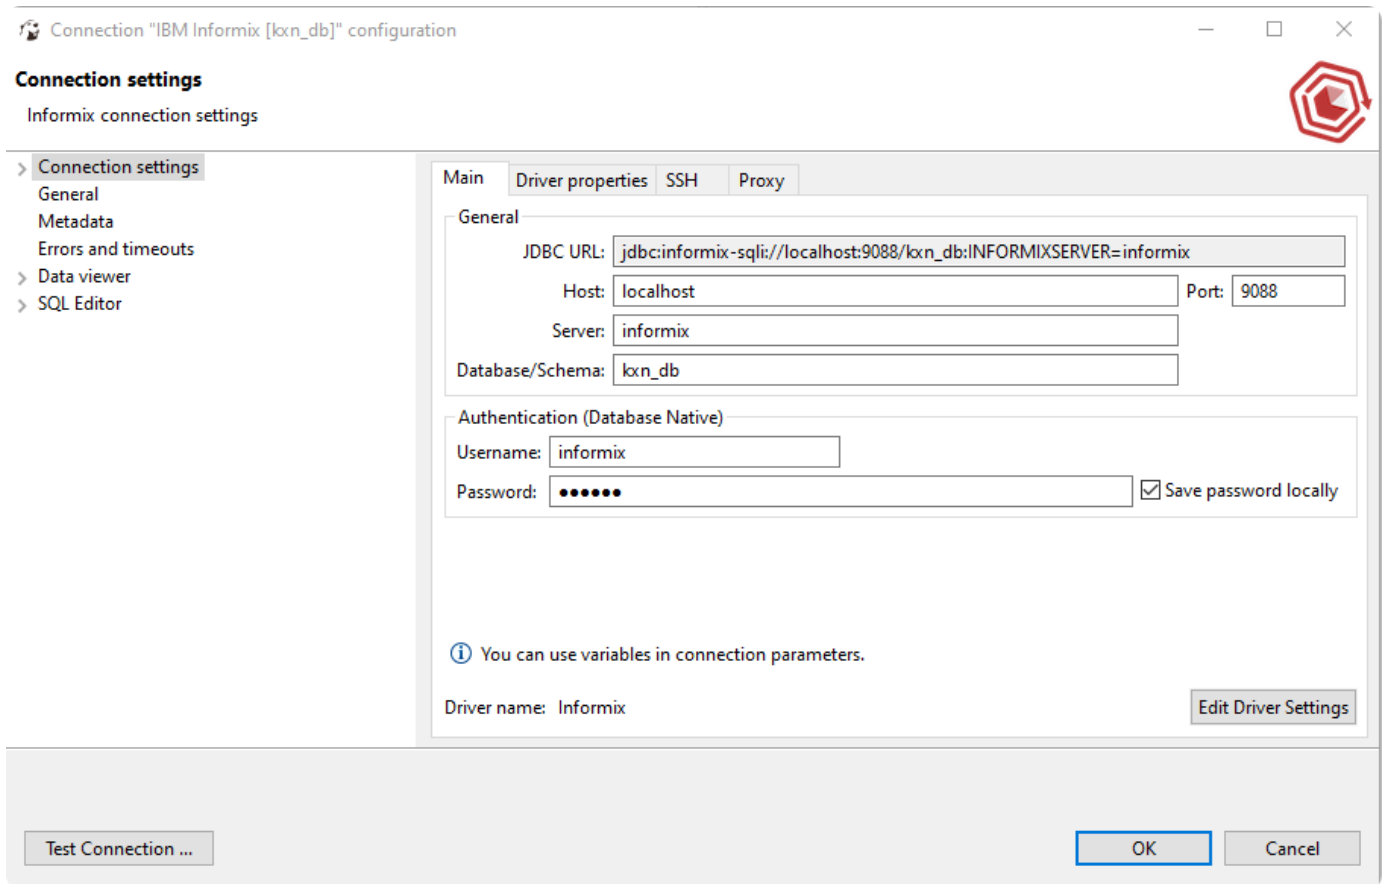 Connection "IBM Informix [kxn_db]" configuration
Connection settings
Informix connection settings
Connection settings
General
Metadata
Errors and timeouts
Data viewer
SQL Editor
Main Driver properties SSH Proxy
General
JDBC URL: jdbc:informix-sqli://localhost:9088/kxn_db:INFORMIXSERVER=informix
Host: localhost Port: 9088
Server: informix
Database/Schema: kxn_db
Authentication (Database Native)
Username: informix
Password: ●●●●●● Save password locally
You can use variables in connection parameters.
Driver name: Informix Edit Driver Settings
Test Connection ... OK Cancel